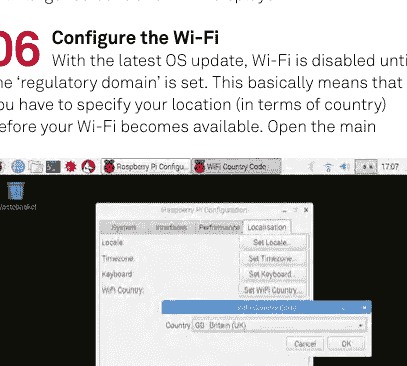 06 Configure the Wi-Fi
With the latest OS update, Wi-Fi is disabled unti
he ‘regulatory domain’ is set. This basically means that
ou have to specify your location (in terms of country)
efore your Wi-Fi becomes available. Open the main
Raspberry Pi Configu... WiFi Country Code 17:07
Wastebasket
Raspberry Pi Configuration
System Interfaces Performance Localisation
Locale: Set Locale...
Timezone: Set Timezone...
Keyboard: Set Keyboard...
WiFi Country: Set WiFi Country...
WiFi Country Code
Country: GB Britain (UK)
Cancel OK